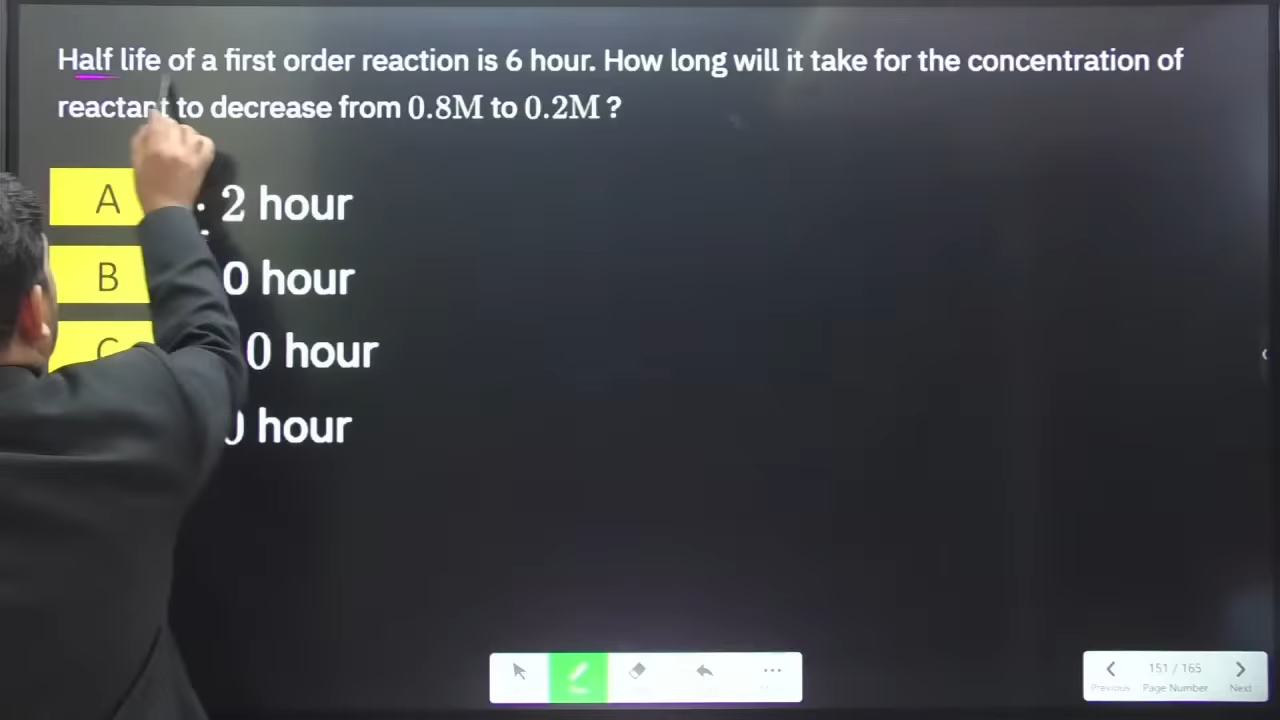 Half life of a first order reaction is 6 hour. How long will it take for the concentration of
reactant to decrease from 0.8M to 0.2M ?
A : 2 hour
B 0 hour
C 0 hour
0 hour
151 / 165
Previous Page Number Next